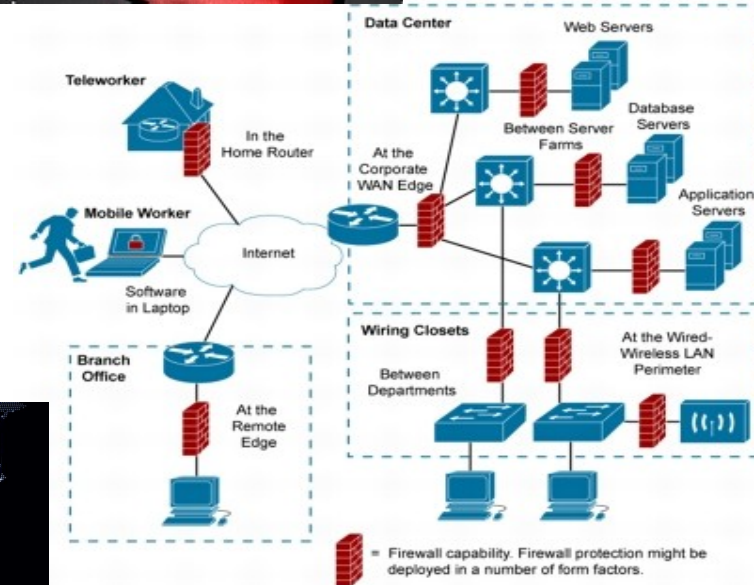 Data Center
Web Servers
Teleworker
In the
Home Router
Between Server
Farms
Database
Servers
At the
Corporate
WAN Edge
Application
Servers
Mobile Worker
Internet
Software
in Laptop
Wiring Closets
At the Wired-
Wireless LAN
Perimeter
Between
Departments
Branch
Office
At the
Remote
Edge
= Firewall capability. Firewall protection might be
deployed in a number of form factors.